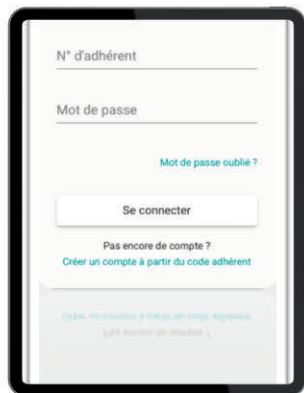 N° d'adhérent
Mot de passe
Mot de passe oublié ?
Se connecter
Pas encore de compte ?
Créer un compte à partir du code adhérent